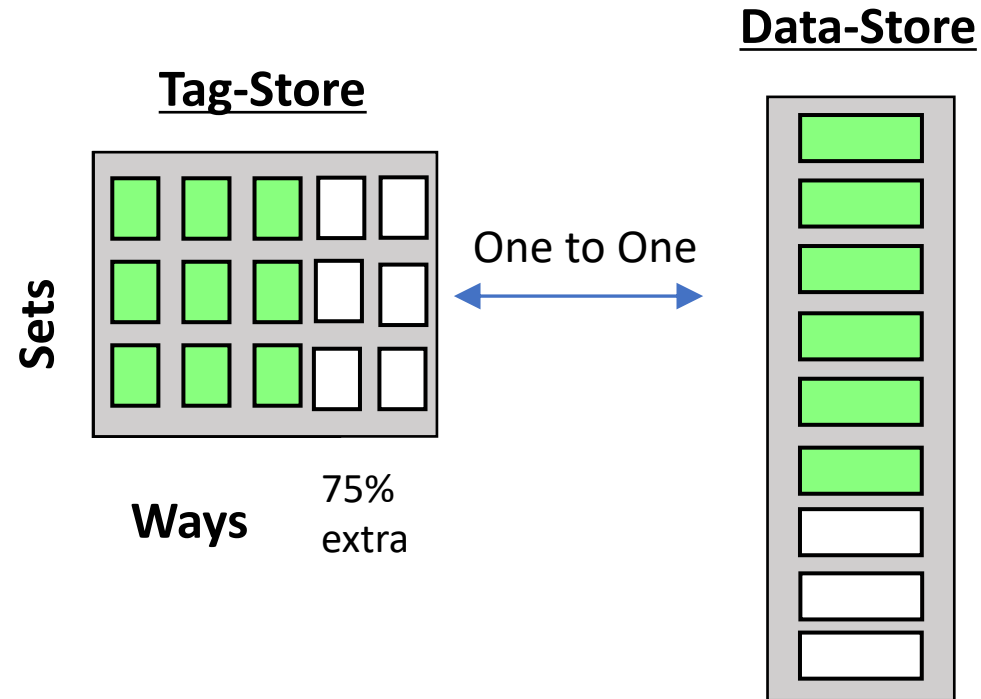 Data-Store
Tag-Store
One to One
Sets
Ways
75%
extra